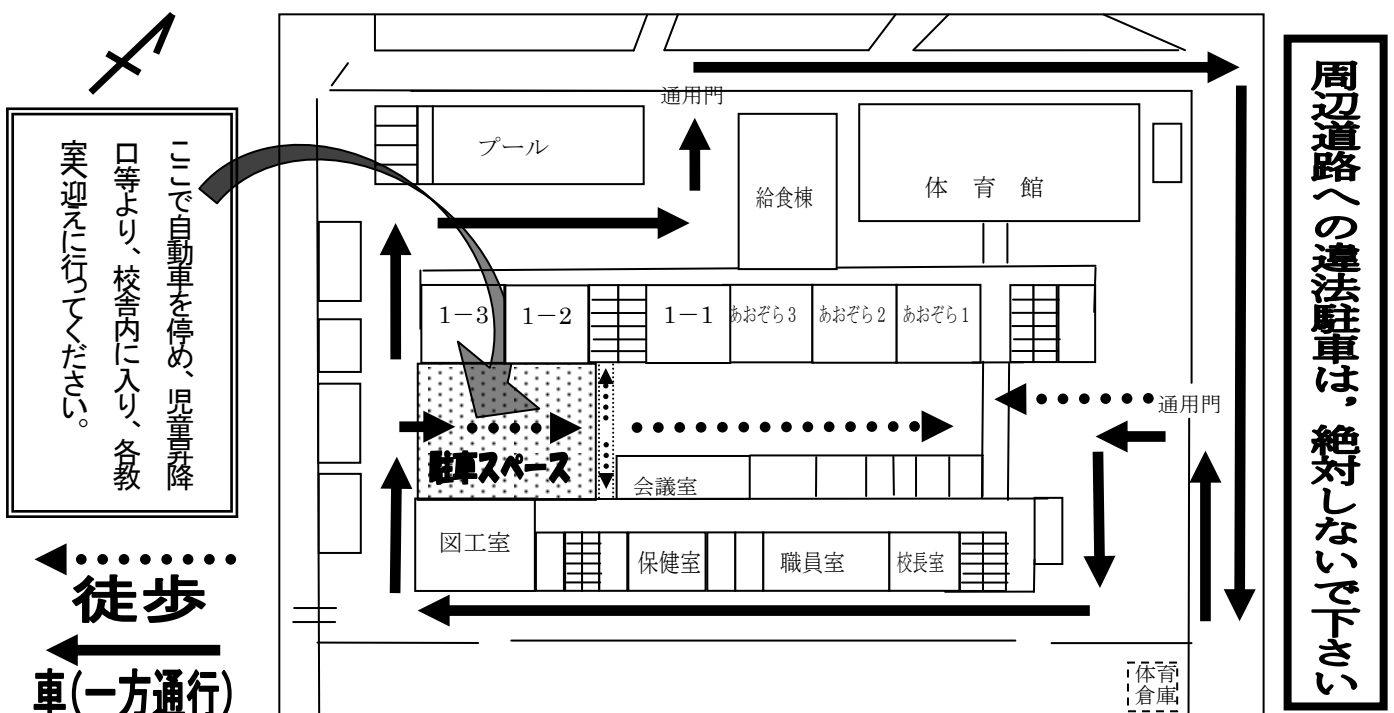 周辺道路への違法駐車は，絶対しないで下さい
ここで自動車を停め、児童昇降
口等より、校舎内に入り、各教
室へ迎えに行ってください。
通用門
プール
給食棟
体　育　館
1－3
1－2
1－1
あおぞら3
あおぞら2
あおぞら1
通用門
駐車スペース
会議室
図工室
保健室
職員室
校長室
徒歩
車(一方通行)
体育
倉庫